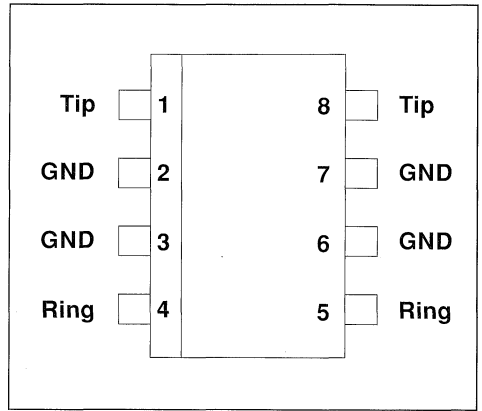 Tip 1 8 Tip
GND 2 7 GND
GND 3 6 GND
Ring 4 5 Ring